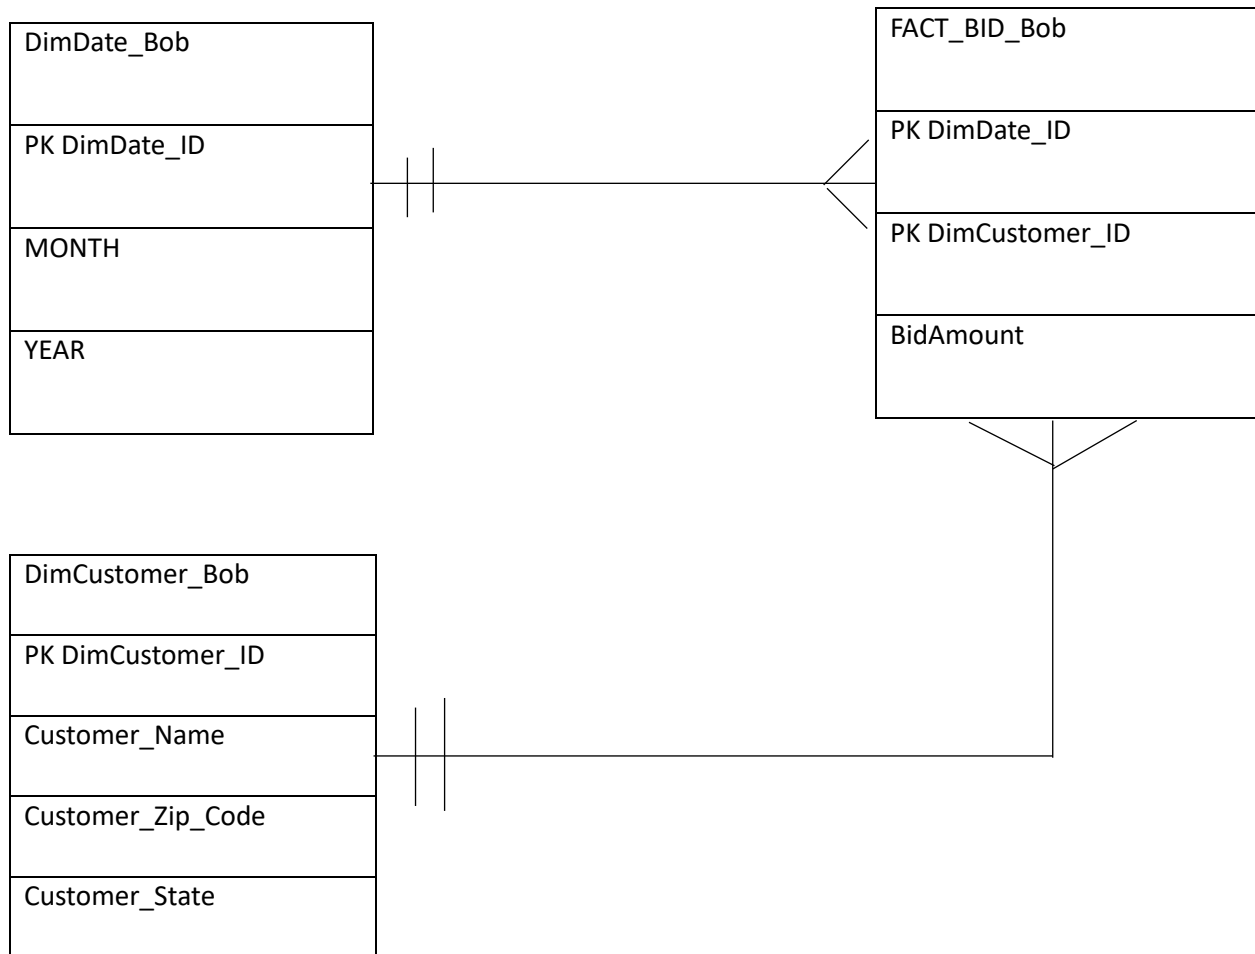 DimDate_Bob
PK DimDate_ID
MONTH
YEAR
FACT_BID_Bob
PK DimDate_ID
PK DimCustomer_ID
BidAmount
DimCustomer_Bob
PK DimCustomer_ID
Customer_Name
Customer_Zip_Code
Customer_State